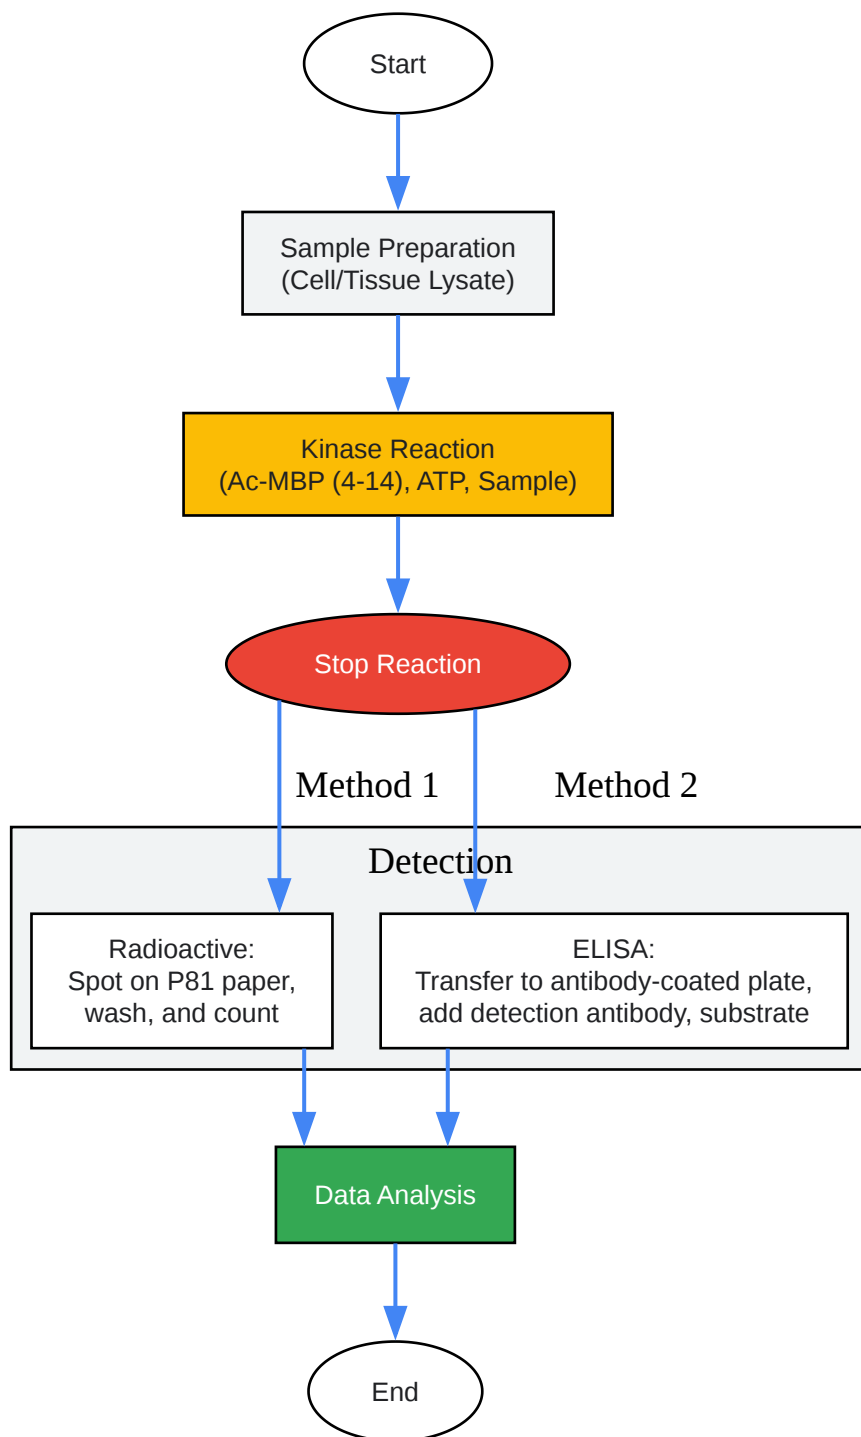 Start
Sample Preparation
(Cell/Tissue Lysate)
Kinase Reaction
(Ac-MBP (4-14), ATP, Sample)
Stop Reaction
Method 1
Method 2
Detection
Radioactive:
Spot on P81 paper,
wash, and count
ELISA:
Transfer to antibody-coated plate,
add detection antibody, substrate
Data Analysis
End